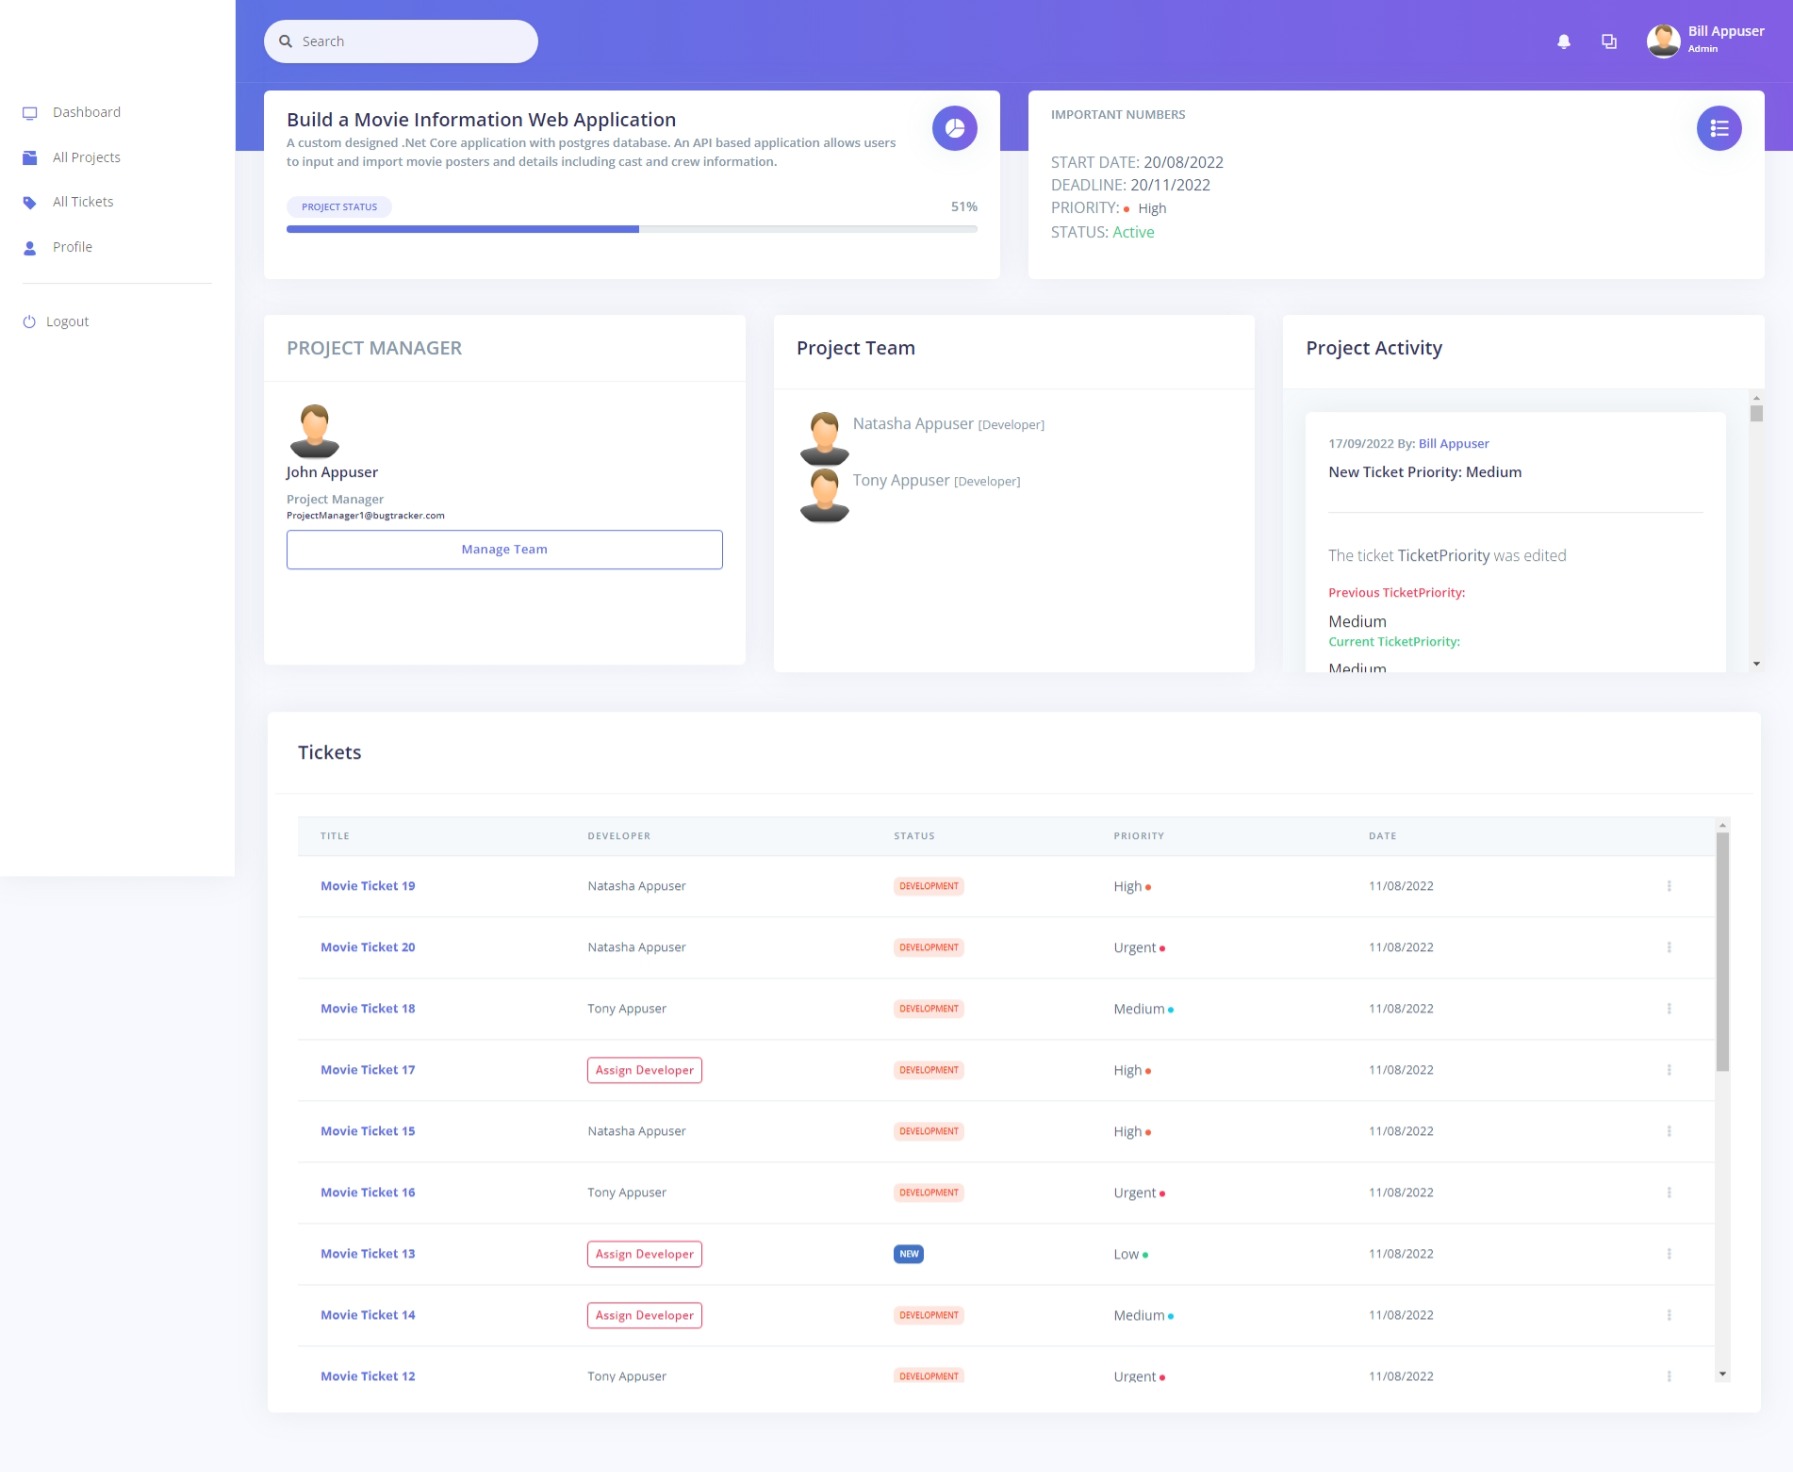 Search
Bill Appuser
Admin
Dashboard
All Projects
All Tickets
Profile
Logout
Build a Movie Information Web Application
A custom designed .Net Core application with postgres database. An API based application allows users
to input and import movie posters and details including cast and crew information.
PROJECT STATUS 51%
IMPORTANT NUMBERS
START DATE: 20/08/2022
DEADLINE: 20/11/2022
PRIORITY: High
STATUS: Active
PROJECT MANAGER
John Appuser
Project Manager
ProjectManager1@bugtracker.com
Manage Team
Project Team
Natasha Appuser [Developer]
Tony Appuser [Developer]
Project Activity
17/09/2022 By: Bill Appuser
New Ticket Priority: Medium
The ticket TicketPriority was edited
Previous TicketPriority:
Medium
Current TicketPriority:
Medium
Tickets
TITLE DEVELOPER STATUS PRIORITY DATE
Movie Ticket 19 Natasha Appuser DEVELOPMENT High 11/08/2022
Movie Ticket 20 Natasha Appuser DEVELOPMENT Urgent 11/08/2022
Movie Ticket 18 Tony Appuser DEVELOPMENT Medium 11/08/2022
Movie Ticket 17 Assign Developer DEVELOPMENT High 11/08/2022
Movie Ticket 15 Natasha Appuser DEVELOPMENT High 11/08/2022
Movie Ticket 16 Tony Appuser DEVELOPMENT Urgent 11/08/2022
Movie Ticket 13 Assign Developer NEW Low 11/08/2022
Movie Ticket 14 Assign Developer DEVELOPMENT Medium 11/08/2022
Movie Ticket 12 Tony Appuser DEVELOPMENT Urgent 11/08/2022